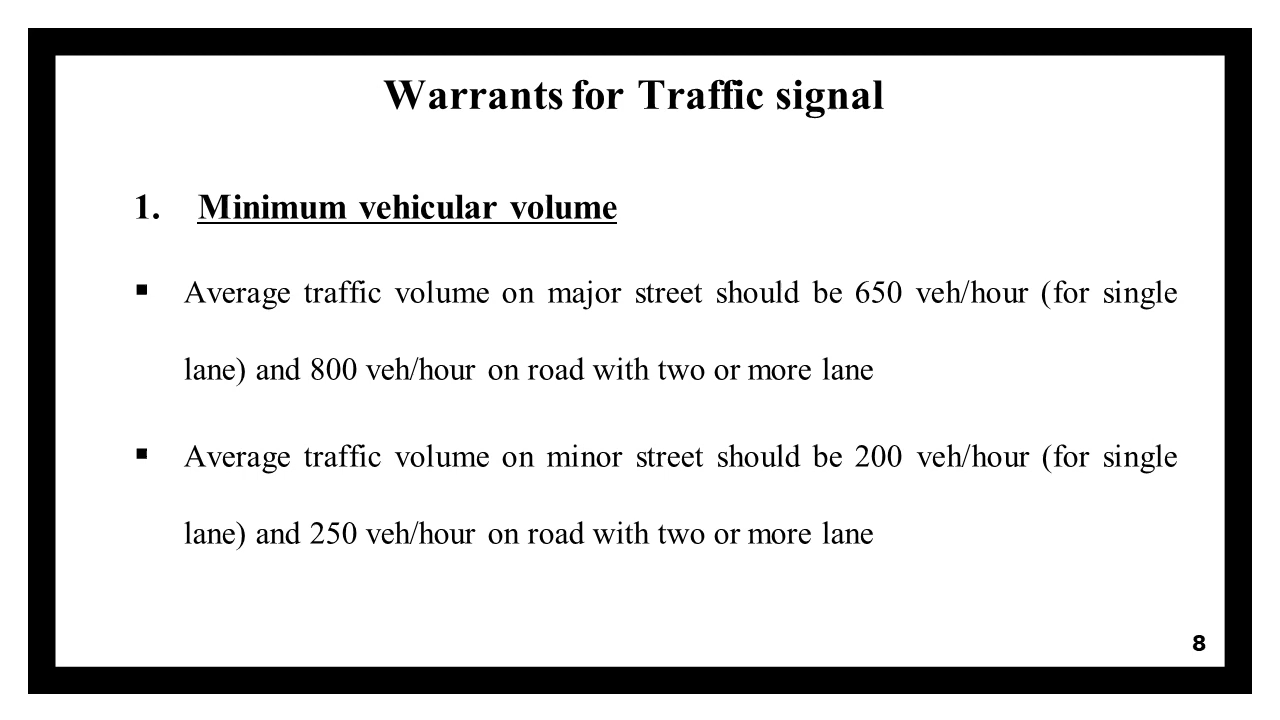 Warrants for Traffic signal
1. Minimum vehicular volume
▪ Average traffic volume on major street should be 650 veh/hour (for single
lane) and 800 veh/hour on road with two or more lane
▪ Average traffic volume on minor street should be 200 veh/hour (for single
lane) and 250 veh/hour on road with two or more lane
8